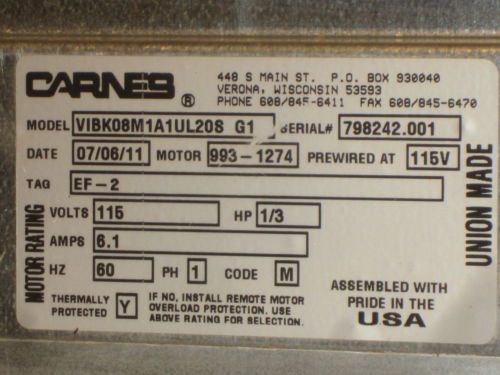 CARNES ®
448 S MAIN ST. P.O. BOX 930040
VERONA, WISCONSIN 53593
PHONE 608/845-6411 FAX 608/845-6470
MODEL VIBK08M1A1UL20S G1 SERIAL# 798242.001
DATE 07/06/11 MOTOR 993-1274 PREWIRED AT 115V
TAG EF-2
MOTOR RATING
VOLTS 115 HP 1/3
AMPS 6.1
HZ 60 PH 1 CODE M
THERMALLY PROTECTED Y
IF NO, INSTALL REMOTE MOTOR
OVERLOAD PROTECTION. USE
ABOVE RATING FOR SELECTION.
ASSEMBLED WITH
PRIDE IN THE
USA
UNION MADE